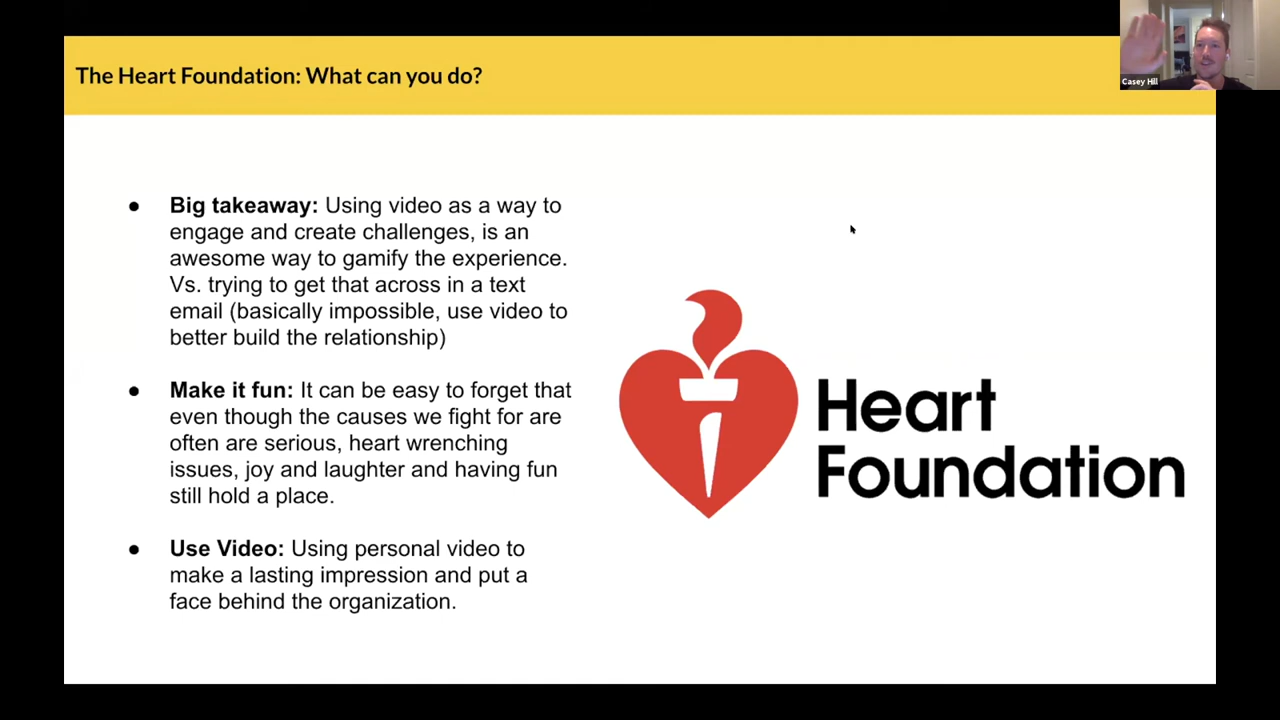 The Heart Foundation: What can you do?
Casey Hill
● Big takeaway: Using video as a way to
engage and create challenges, is an
awesome way to gamify the experience.
Vs. trying to get that across in a text
email (basically impossible, use video to
better build the relationship)
● Make it fun: It can be easy to forget that
even though the causes we fight for are
often are serious, heart wrenching
issues, joy and laughter and having fun
still hold a place.
● Use Video: Using personal video to
make a lasting impression and put a
face behind the organization.
Heart
Foundation